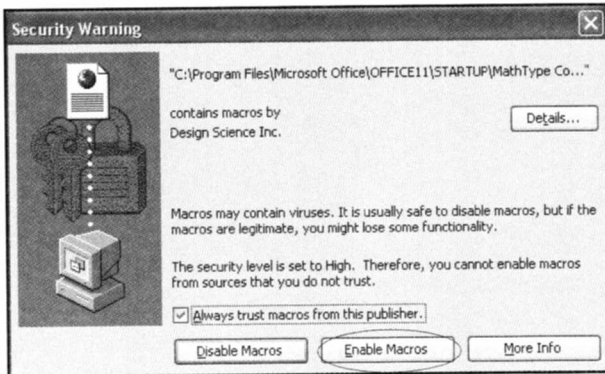 Security Warning
"C:\Program Files\Microsoft Office\OFFICE11\STARTUP\MathType Co..."
contains macros by
Design Science Inc.
Details...
Macros may contain viruses. It is usually safe to disable macros, but if the
macros are legitimate, you might lose some functionality.
The security level is set to High. Therefore, you cannot enable macros
from sources that you do not trust.
Always trust macros from this publisher.
Disable Macros
Enable Macros
More Info